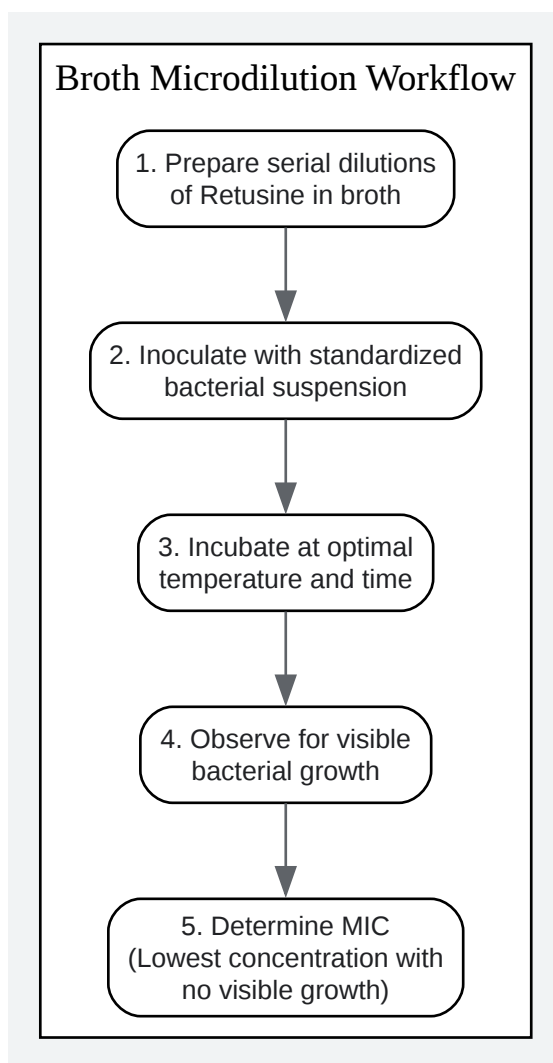 Broth Microdilution Workflow
1. Prepare serial dilutions
of Retusine in broth
2. Inoculate with standardized
bacterial suspension
3. Incubate at optimal
temperature and time
4. Observe for visible
bacterial growth
5. Determine MIC
(Lowest concentration with
no visible growth)